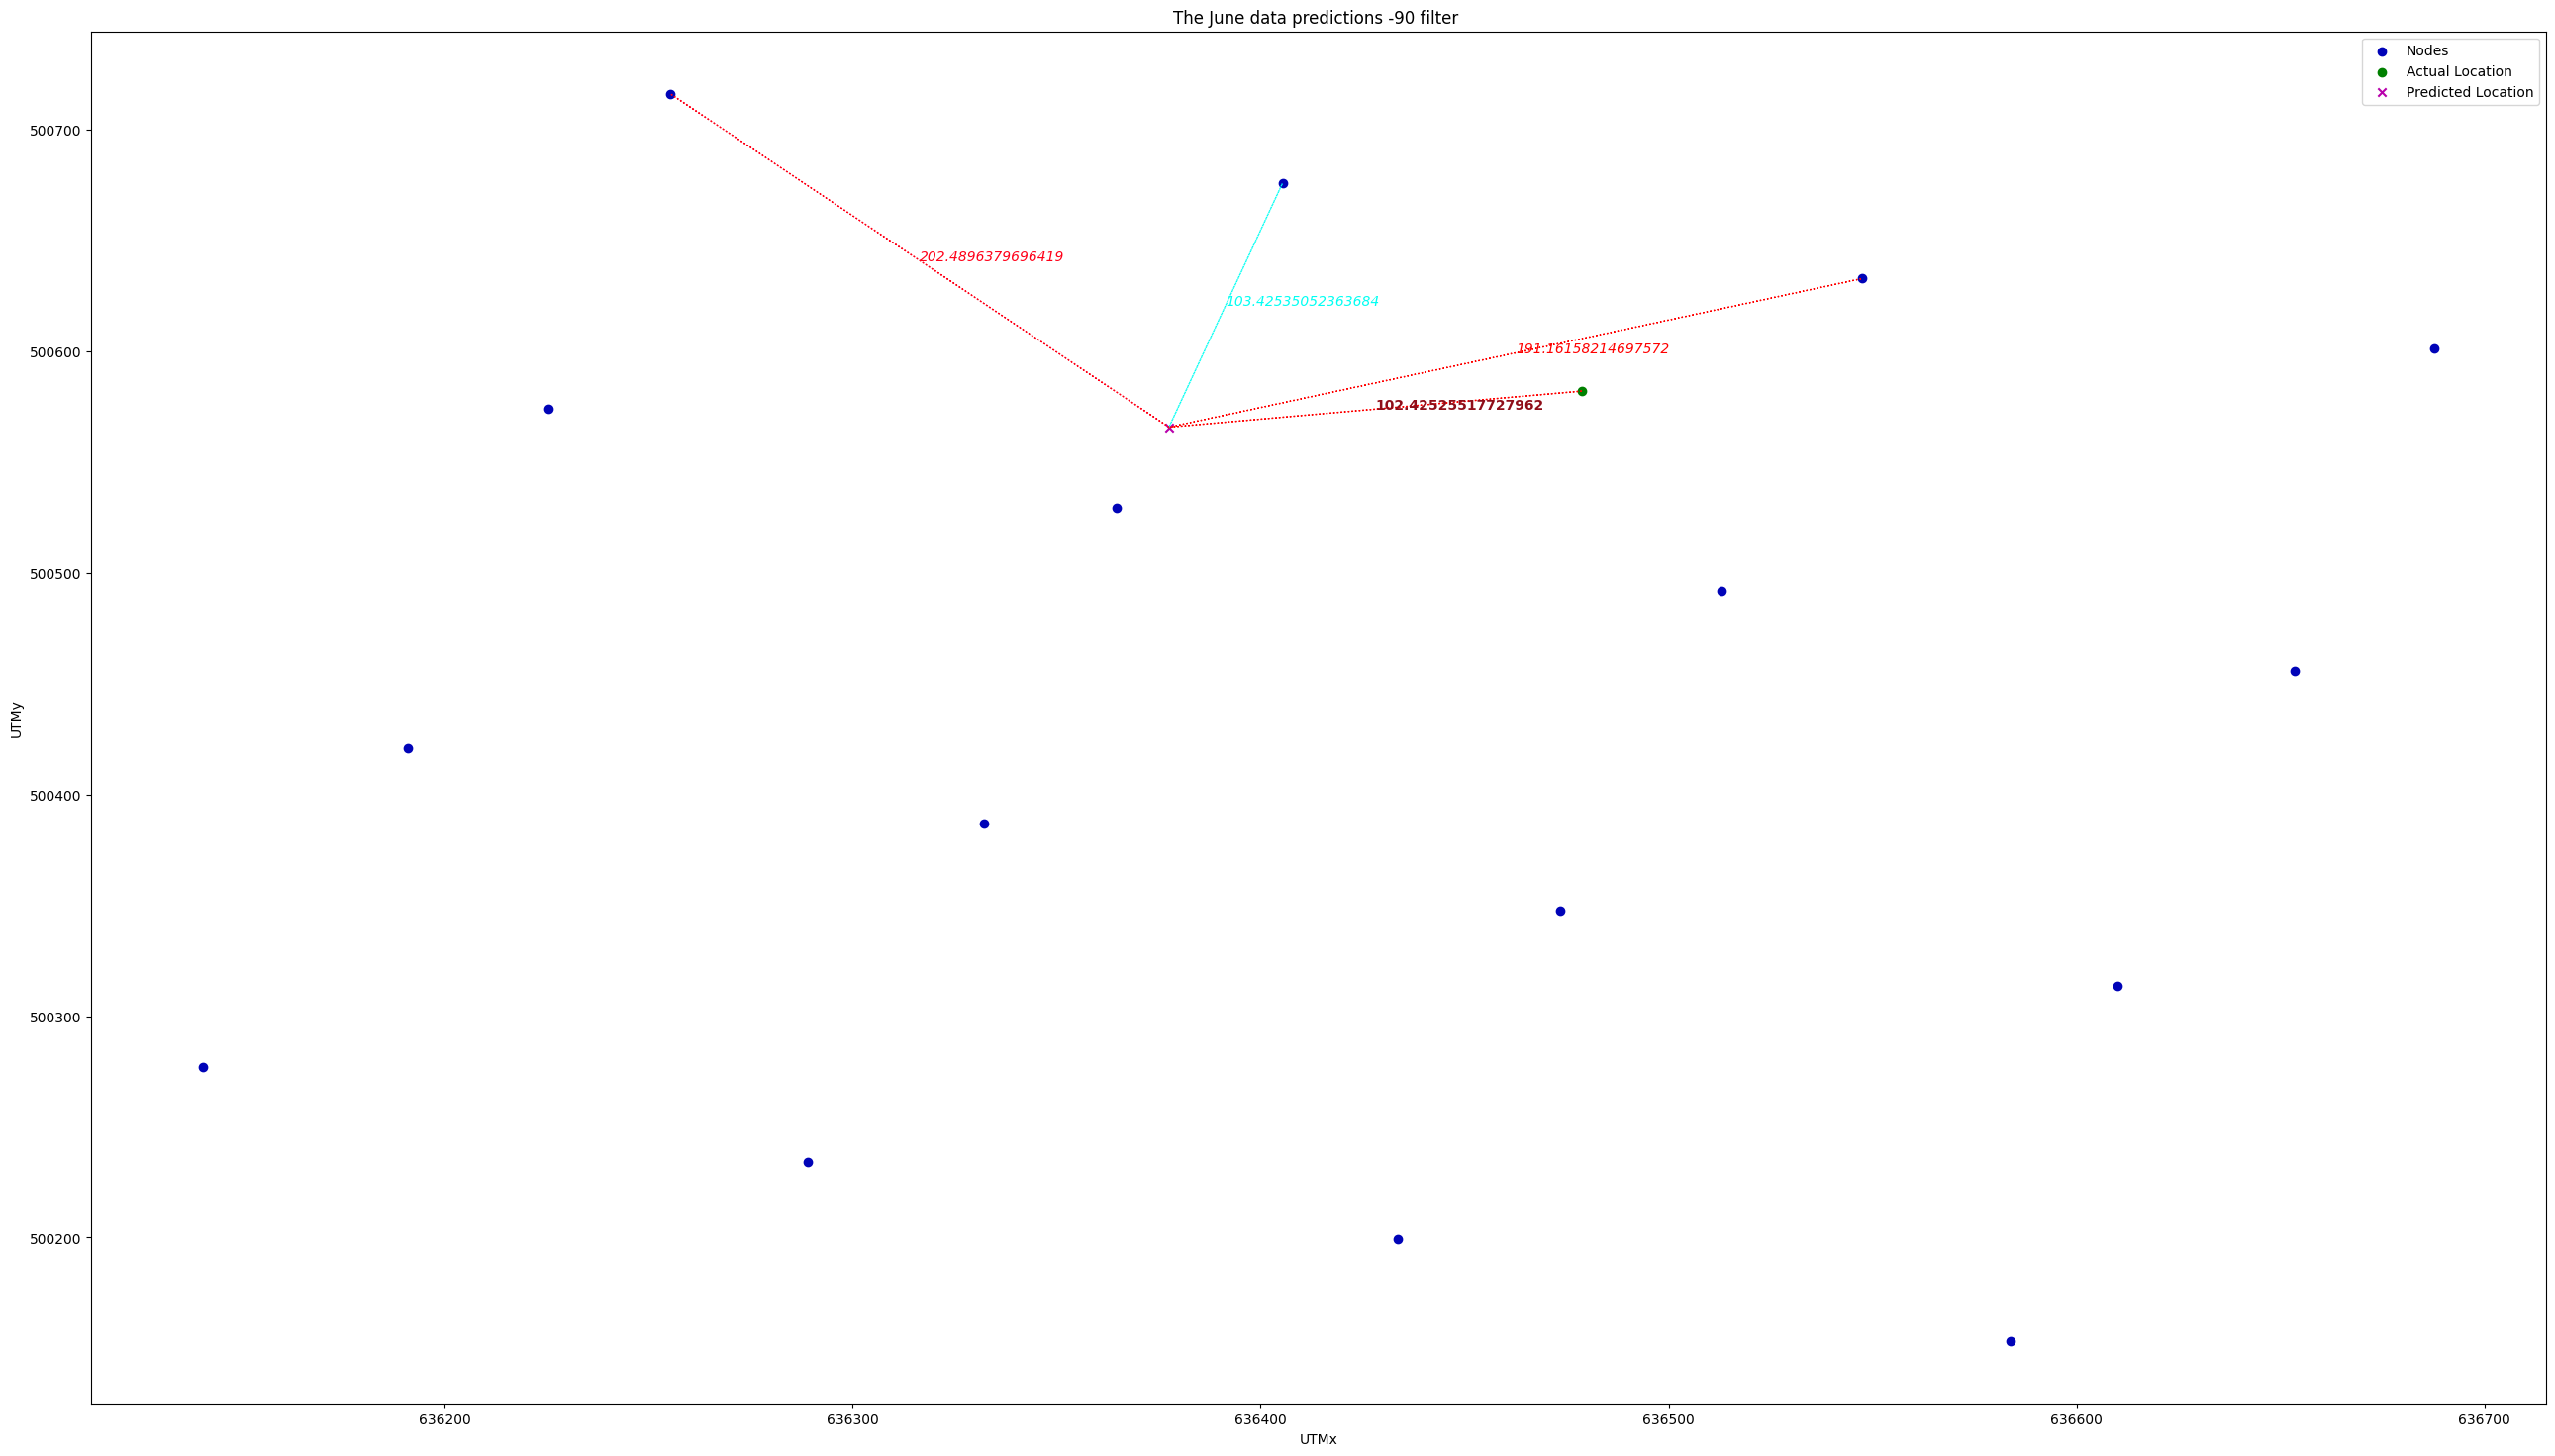 The June data predictions -90 filter
Nodes
Actual Location
Predicted Location
500700
500600
500500
500400
500300
500200
UTMy
202.4896379696419
103.42535052363684
191.16158214697572
102.42525517727962
636200
636300
636400
636500
636600
636700
UTMx